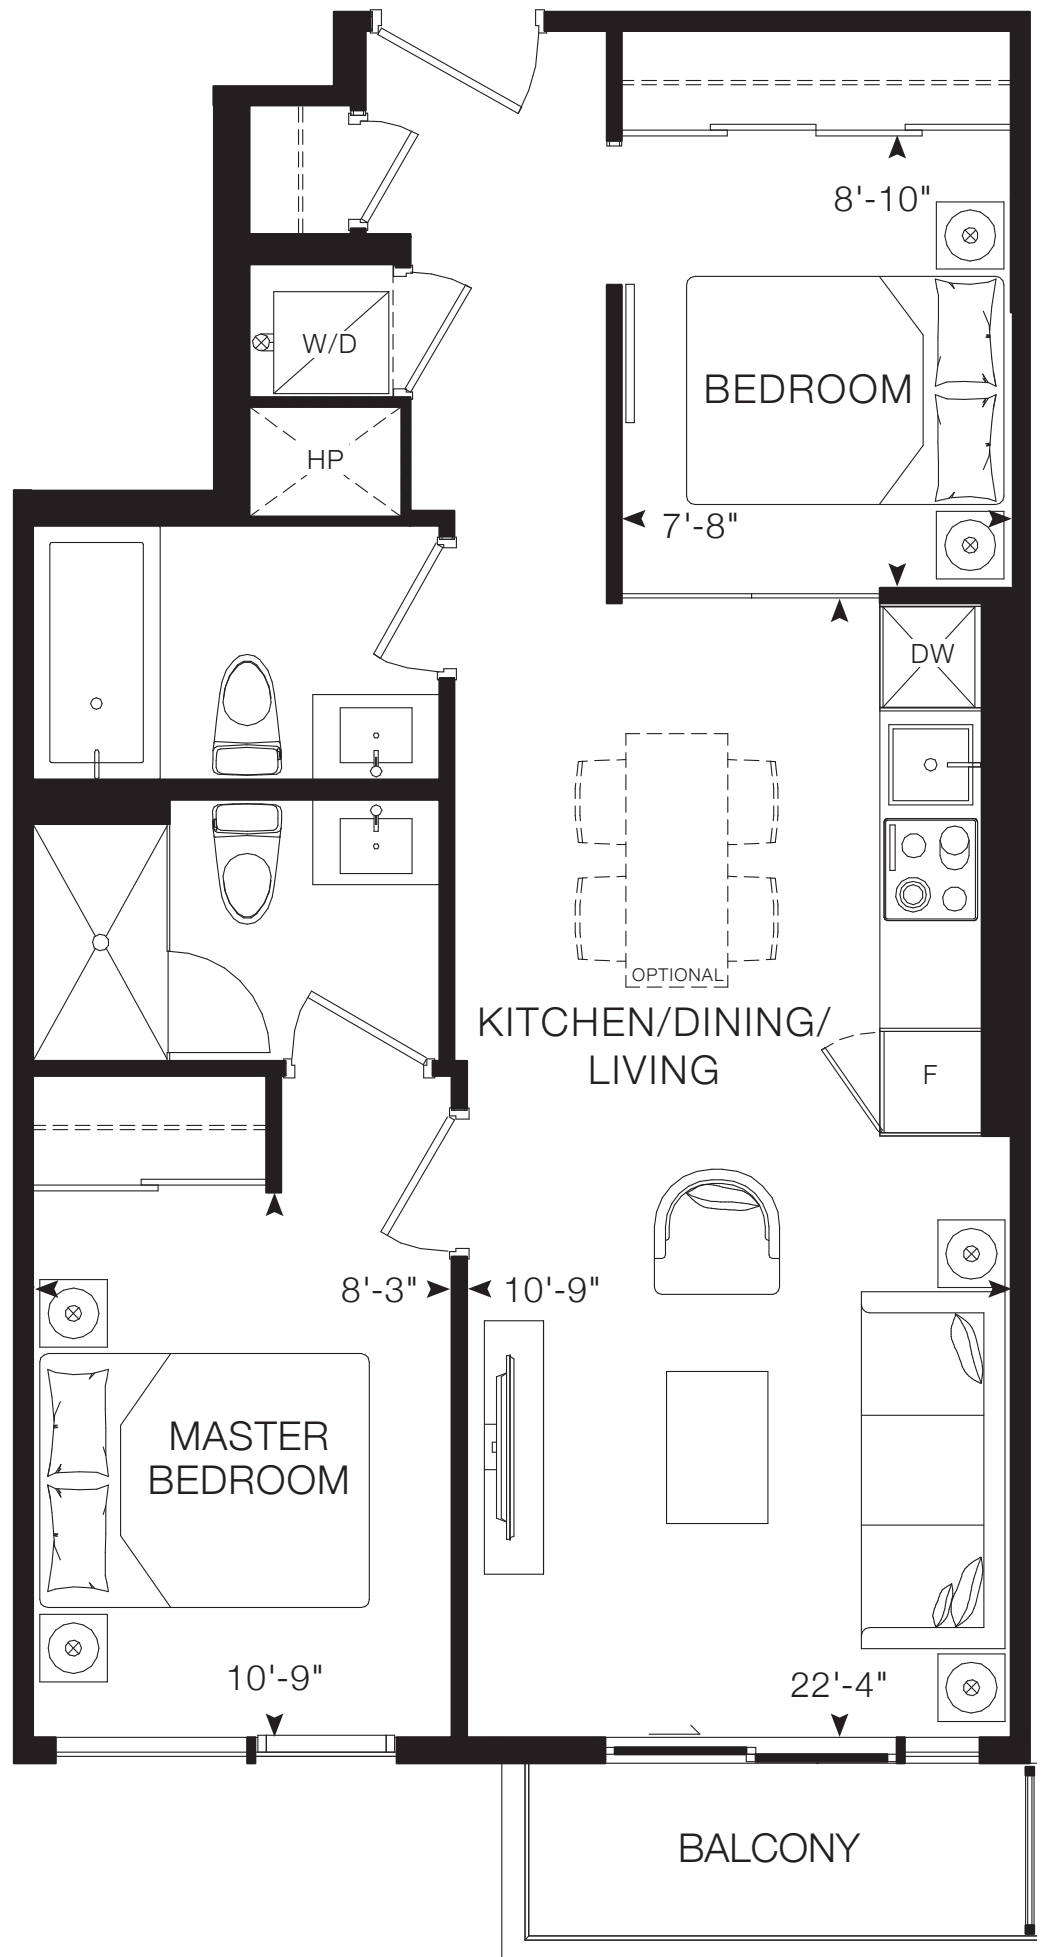 8'-10"
W/D
BEDROOM
HP
7'-8"
DW
OPTIONAL
KITCHEN/DINING/
LIVING
F
8'-3"
10'-9"
MASTER
BEDROOM
10'-9"
22'-4"
BALCONY